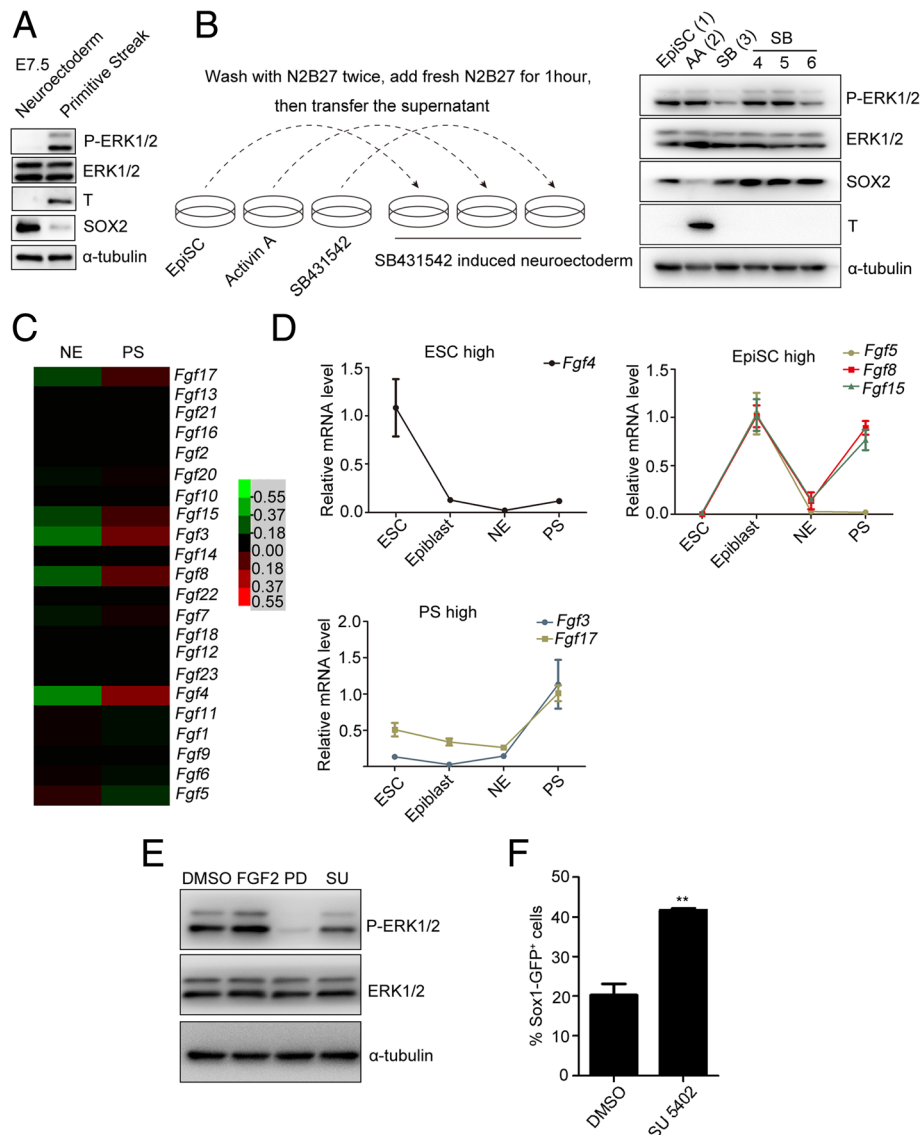 A
E7.5
Neuroectoderm
Primitive Streak
P-ERK1/2
ERK1/2
T
SOX2
α-tubulin
B
Wash with N2B27 twice, add fresh N2B27 for 1hour,
then transfer the supernatant
EpiSC
Activin A
SB431542
SB431542 induced neuroectoderm
EpiSC (1)
AA (2)
SB (3)
SB
4 5 6
P-ERK1/2
ERK1/2
SOX2
T
α-tubulin
C
NE PS
Fgf17
Fgf13
Fgf21
Fgf16
Fgf2
Fgf20
Fgf10
Fgf15
Fgf3
Fgf14
Fgf8
Fgf22
Fgf7
Fgf18
Fgf12
Fgf23
Fgf4
Fgf11
Fgf1
Fgf9
Fgf6
Fgf5
-0.55
-0.37
-0.18
0.00
0.18
0.37
0.55
D
ESC high
Fgf4
Relative mRNA level
1.5
1.0
0.5
0.0
ESC
Epiblast
NE
PS
EpiSC high
Fgf5
Fgf8
Fgf15
Relative mRNA level
1.5
1.0
0.5
0.0
ESC
Epiblast
NE
PS
PS high
Fgf3
Fgf17
Relative mRNA level
2.0
1.5
1.0
0.5
ESC
Epiblast
NE
PS
E
DMSO FGF2 PD SU
P-ERK1/2
ERK1/2
α-tubulin
F
% Sox1-GFP+ cells
50
40
30
20
10
0
**
DMSO
SU 5402